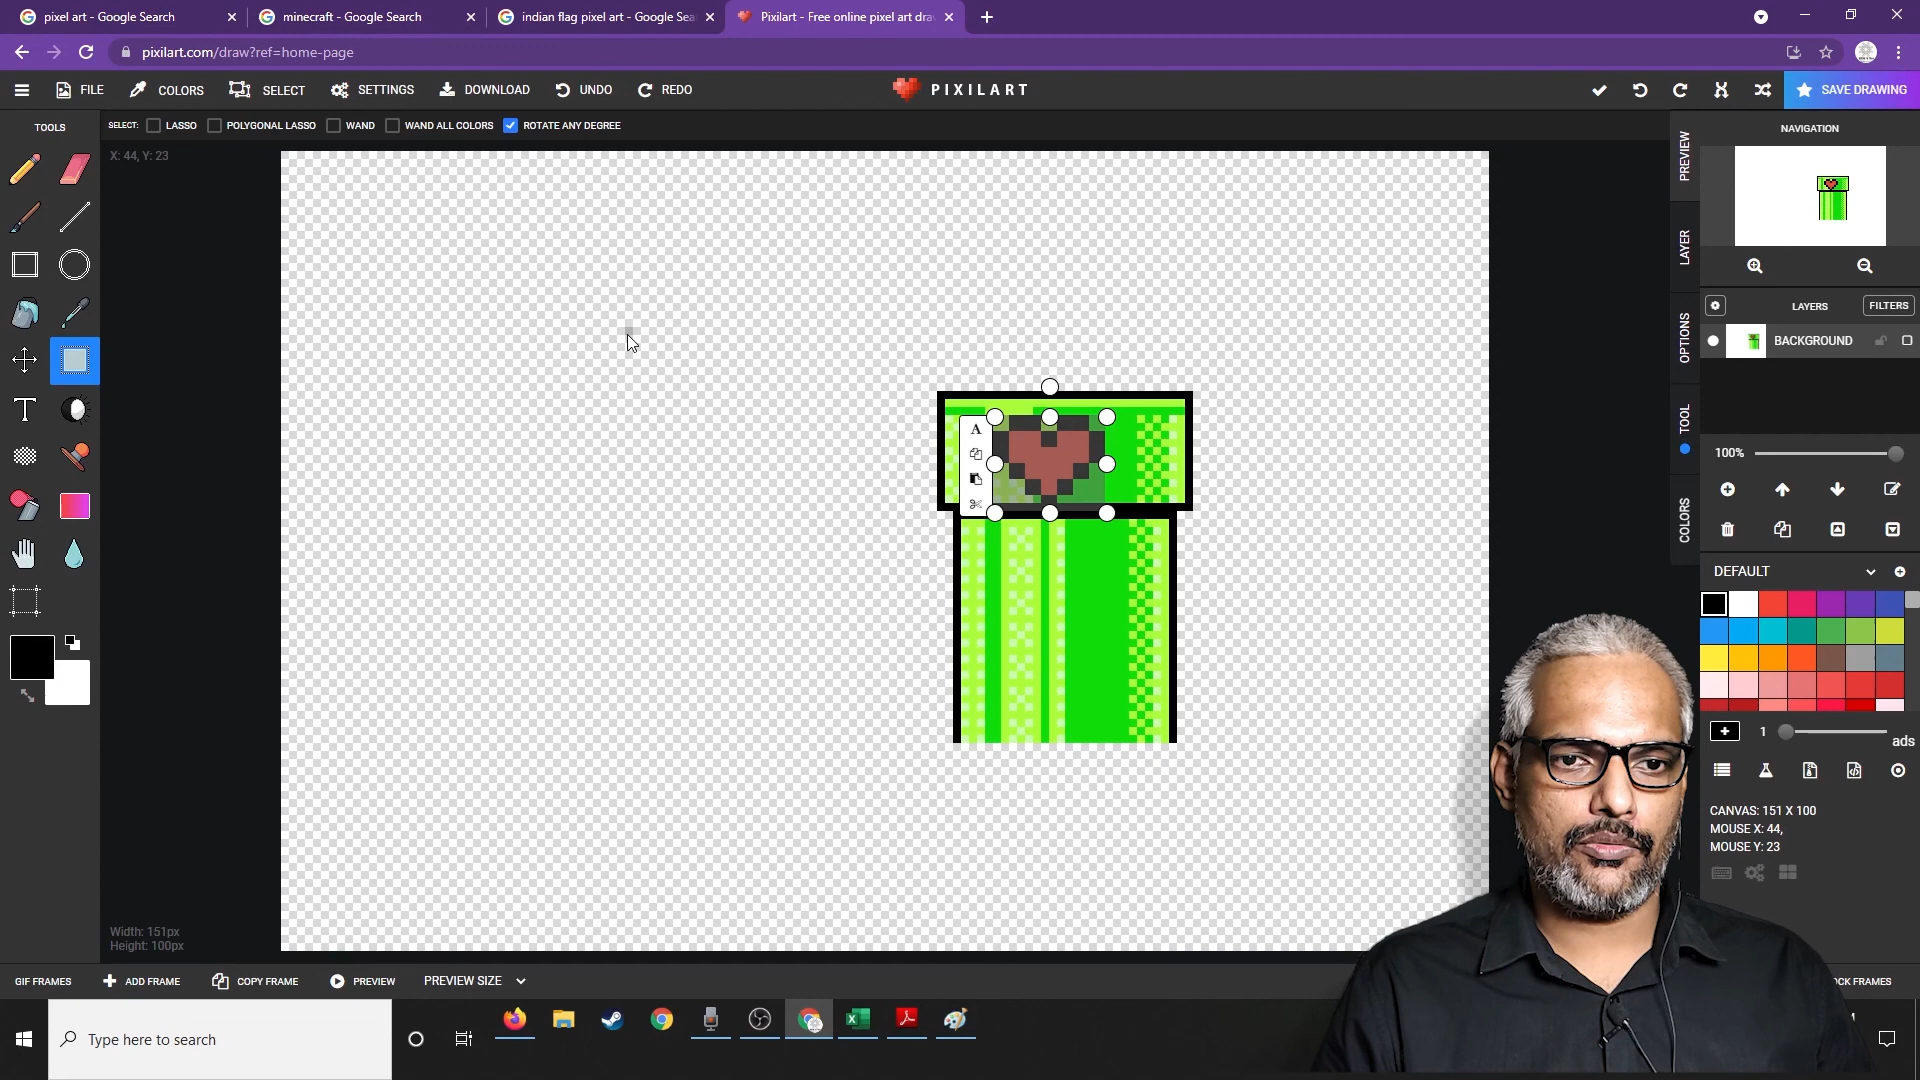 pixel art - Google Search
minecraft - Google Search
indian flag pixel art - Google Sea
Pixilart - Free online pixel art dra
pixilart.com/draw?ref=home-page
FILE
COLORS
SELECT
SETTINGS
DOWNLOAD
UNDO
REDO
PIXILART
SAVE DRAWING
TOOLS
SELECT:
LASSO
POLYGONAL LASSO
WAND
WAND ALL COLORS
ROTATE ANY DEGREE
X: 44, Y: 23
PREVIEW
LAYER
OPTIONS
TOOL
COLORS
NAVIGATION
LAYERS
FILTERS
BACKGROUND
100%
DEFAULT
1
ads
CANVAS: 151 X 100
MOUSE X: 44,
MOUSE Y: 23
A
T
Width: 151px
Height: 100px
GIF FRAMES
ADD FRAME
COPY FRAME
PREVIEW
PREVIEW SIZE
OCK FRAMES
Type here to search